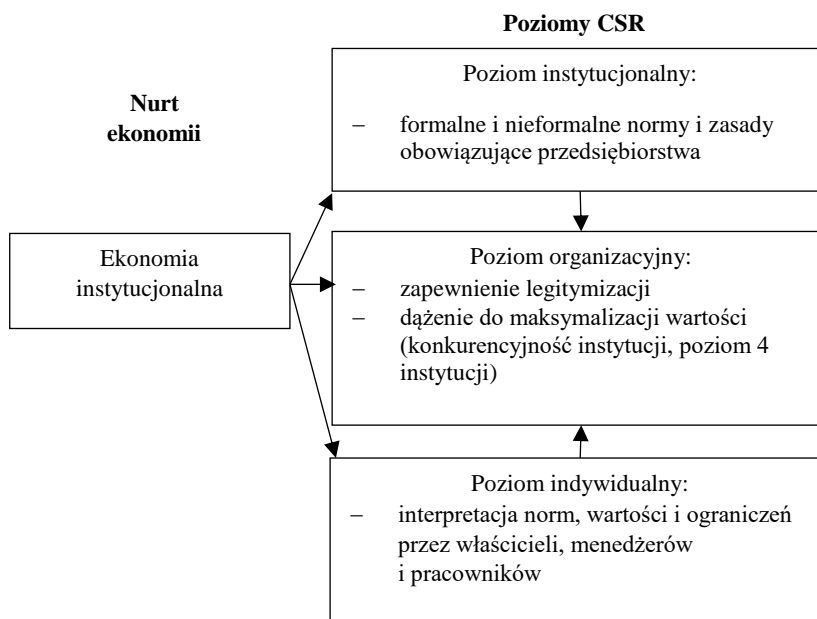 Poziomy CSR
Nurt
ekonomii
Ekonomia
instytucjonalna
Poziom instytucjonalny:
− formalne i nieformalne normy i zasady
obowiązujące przedsiębiorstwa
Poziom organizacyjny:
− zapewnienie legitymizacji
− dążenie do maksymalizacji wartości
(konkurencyjność instytucji, poziom 4
instytucji)
Poziom indywidualny:
− interpretacja norm, wartości i ograniczeń
przez właścicieli, menedżerów
i pracowników